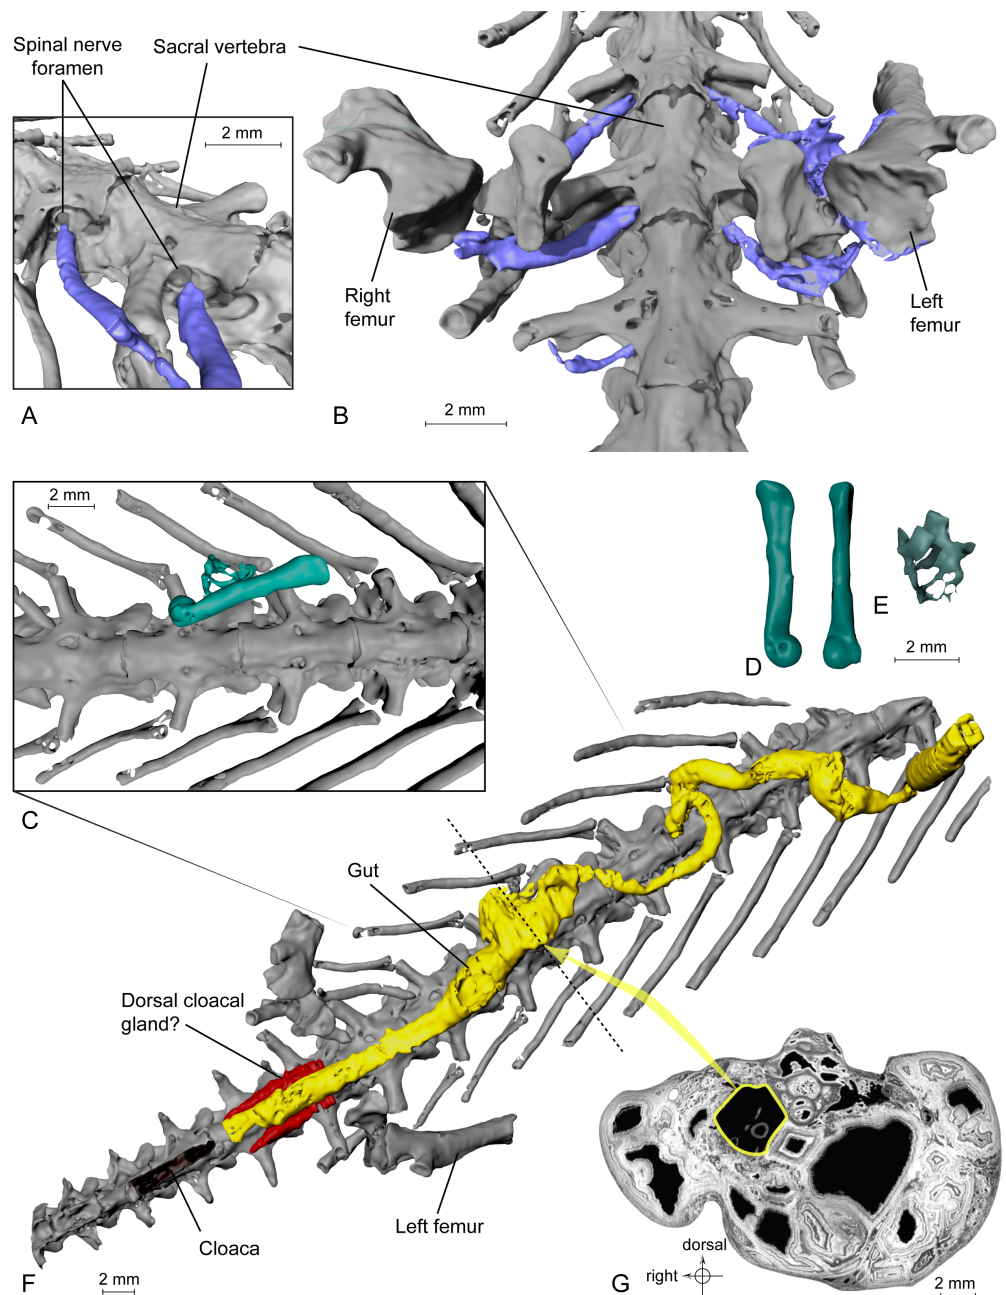 Spinal nerve
foramen
Sacral vertebra
2 mm
Right
femur
Left
femur
A
2 mm
B
2 mm
C
D
E
2 mm
Gut
Dorsal cloacal
gland?
Left femur
Cloaca
F
2 mm
G
dorsal
right
2 mm